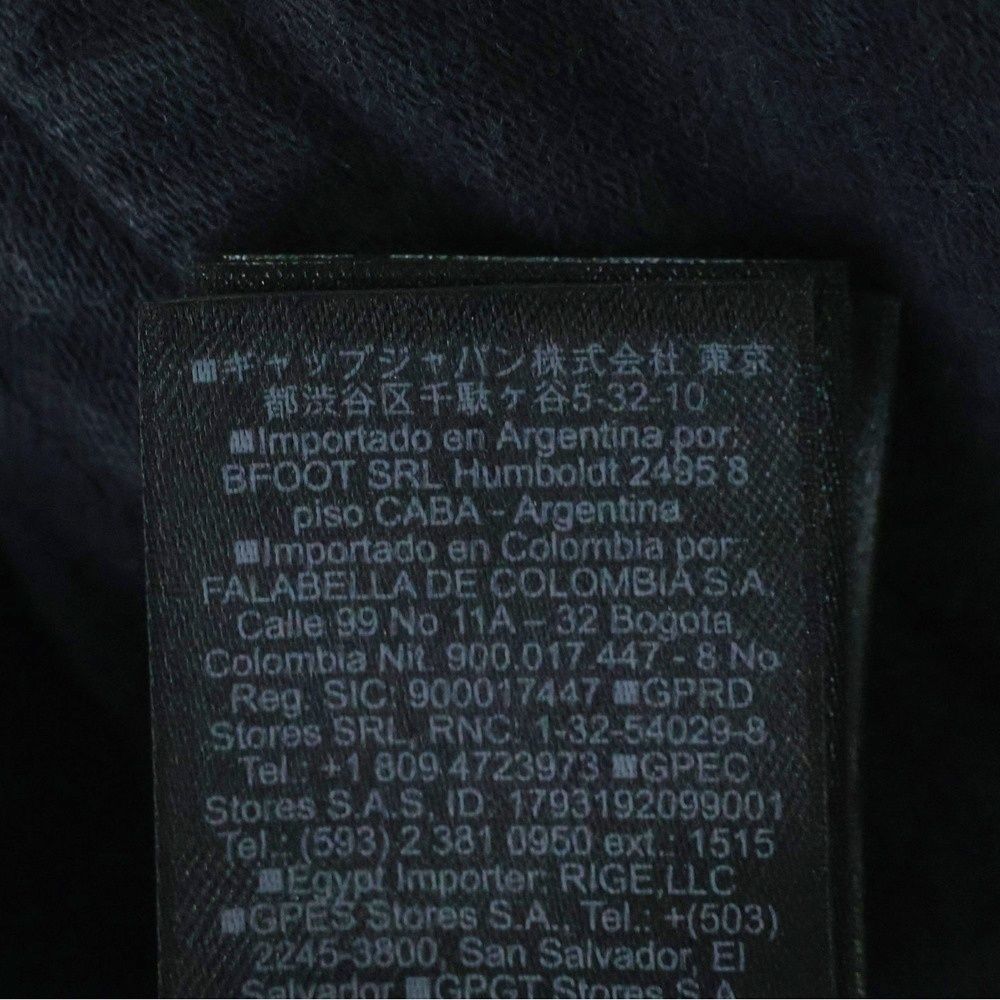 ギャップジャパン株式会社 東京
都渋谷区千駄ヶ谷5-32-10
Importado en Argentina por:
BFOOT SRL Humboldt 2495 8
piso CABA - Argentina
Importado en Colombia por:
FALABELLA DE COLOMBIA S.A.
Calle 99 No 11A – 32 Bogota,
Colombia Nit. 900.017.447 - 8 No
Reg. SIC: 900017447 GPRD
Stores SRL, RNC: 1-32-54029-8,
Tel.: +1 809 4723973 GPEC
Stores S.A.S, ID: 1793192099001
Tel.: (593) 2 381 0950 ext.: 1515
Egypt Importer: RIGE,LLC
GPES Stores S.A., Tel.: +(503)
2245-3800, San Salvador, El
Salvador GPGT Stores S.A.